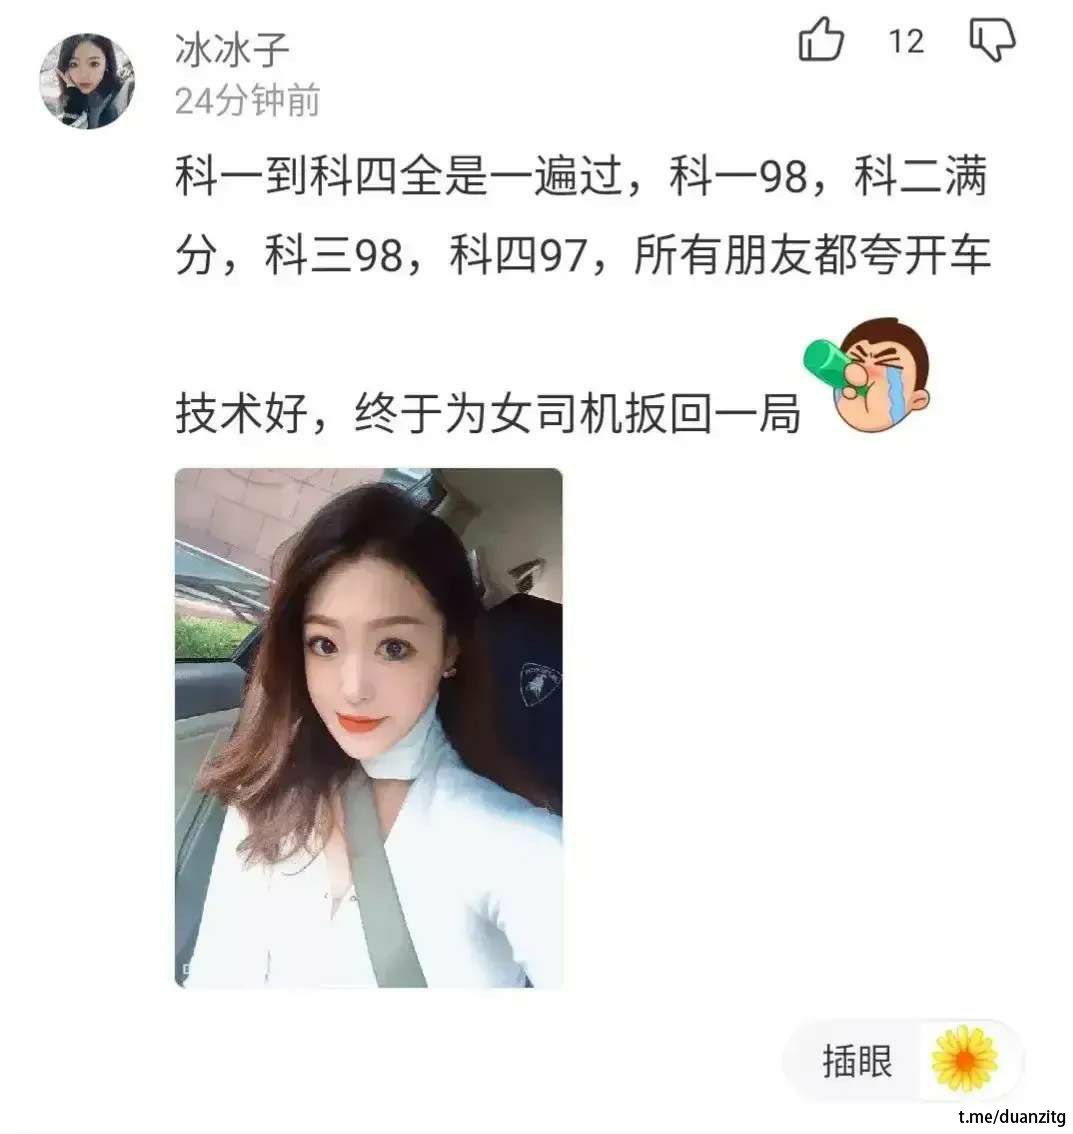 冰冰子
12
24分钟前
科一到科四全是一遍过，科一98，科二满
分，科三98，科四97，所有朋友都夸开车
技术好，终于为女司机扳回一局
插眼
t.me/duanzitg